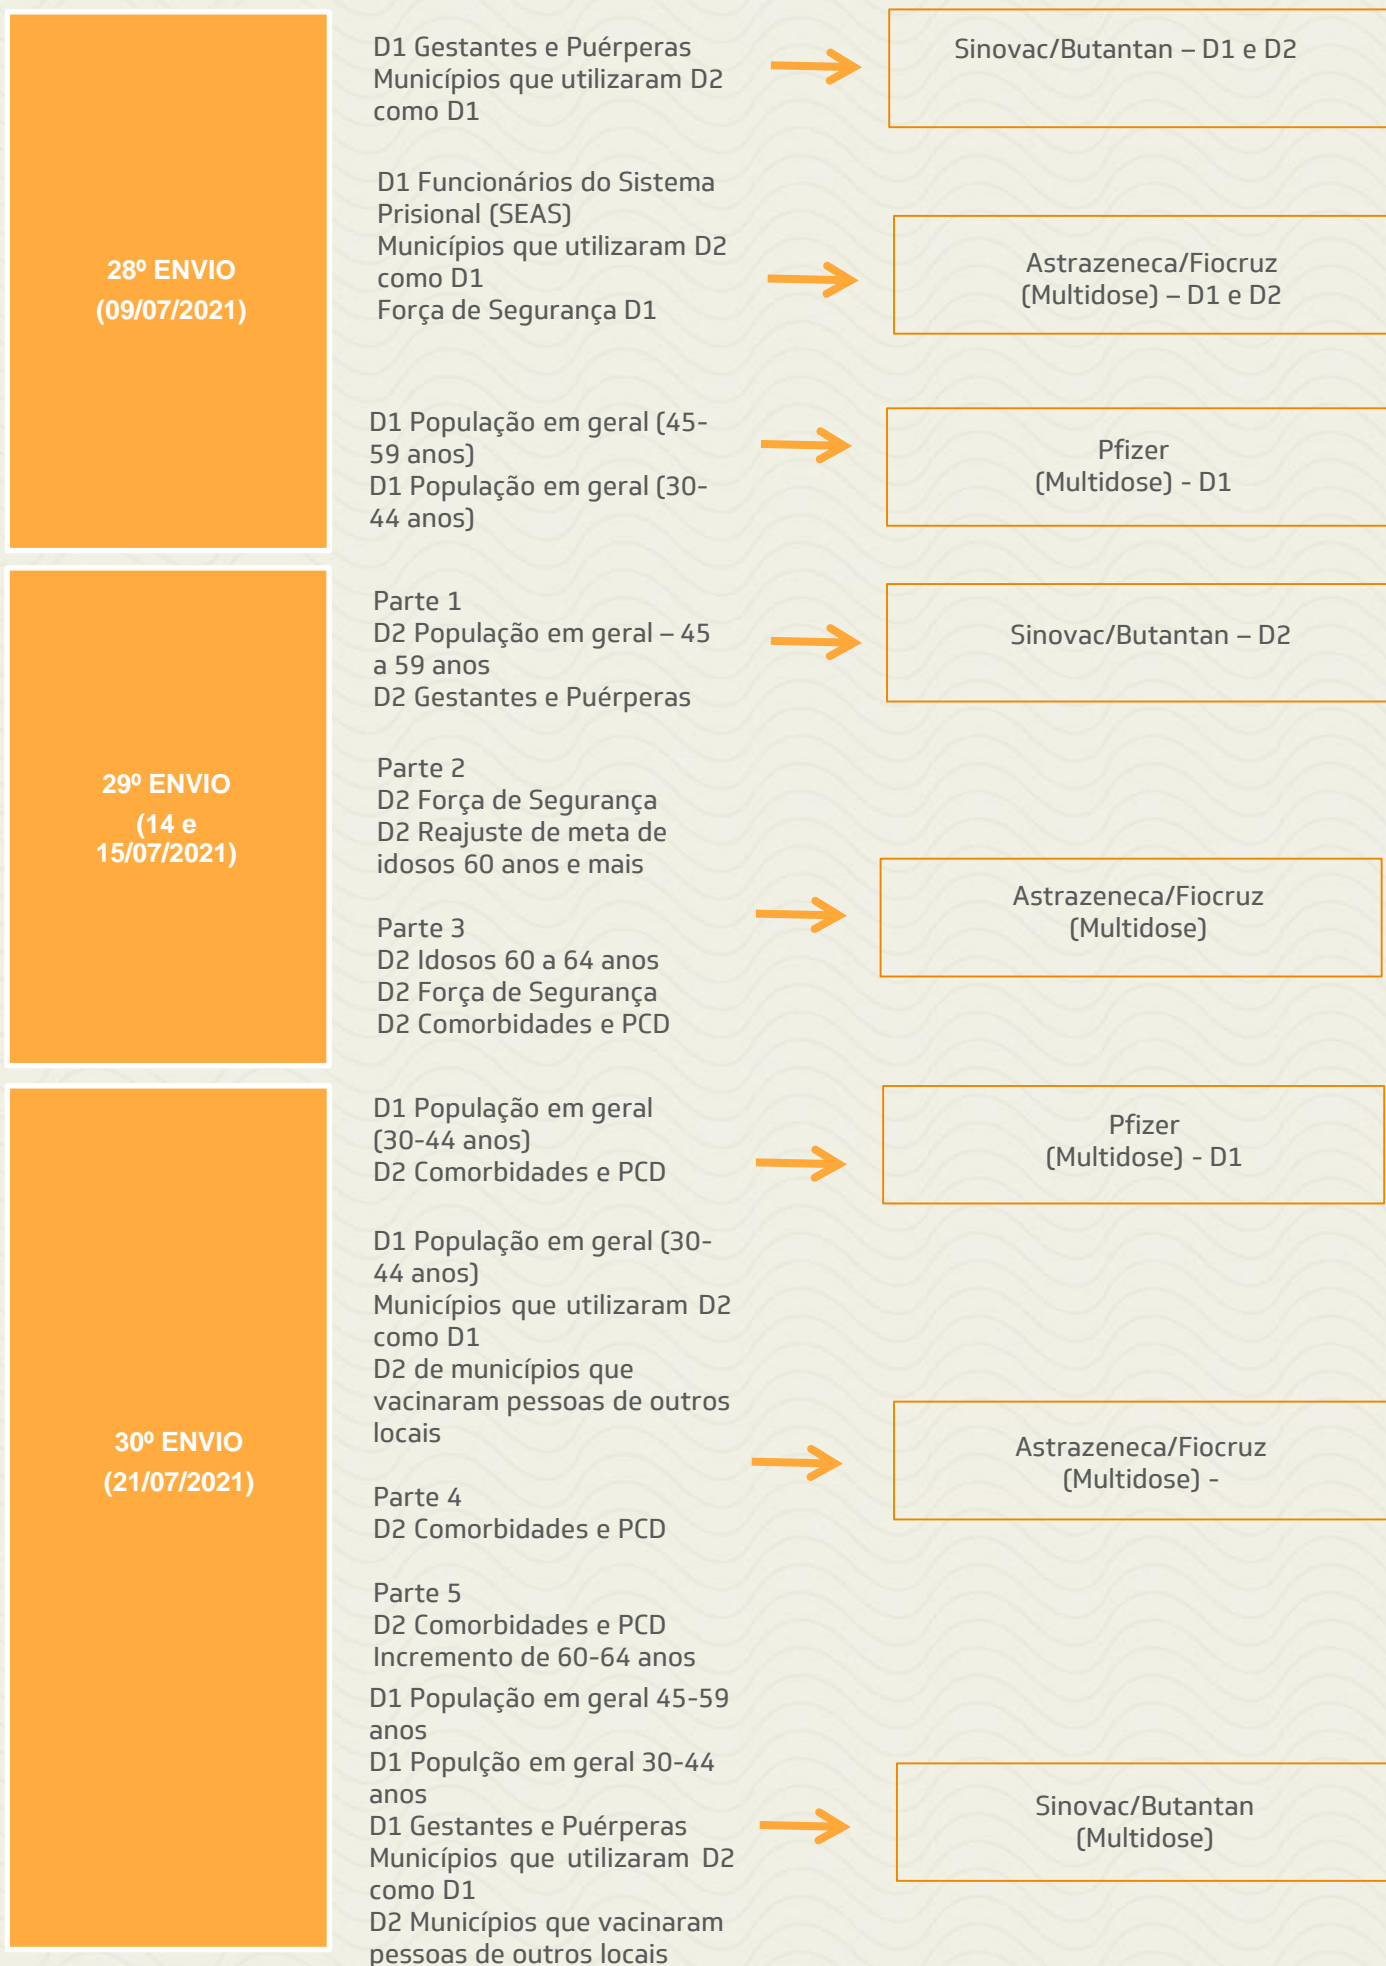 28º ENVIO
(09/07/2021)
D1 Gestantes e Puérperas
Municípios que utilizaram D2
como D1
Sinovac/Butantan – D1 e D2
D1 Funcionários do Sistema
Prisional (SEAS)
Municípios que utilizaram D2
como D1
Força de Segurança D1
Astrazeneca/Fiocruz
(Multidose) – D1 e D2
D1 População em geral (45-
59 anos)
D1 População em geral (30-
44 anos)
Pfizer
(Multidose) - D1
29º ENVIO
(14 e
15/07/2021)
Parte 1
D2 População em geral – 45
a 59 anos
D2 Gestantes e Puérperas
Sinovac/Butantan – D2
Parte 2
D2 Força de Segurança
D2 Reajuste de meta de
idosos 60 anos e mais
Parte 3
D2 Idosos 60 a 64 anos
D2 Força de Segurança
D2 Comorbidades e PCD
Astrazeneca/Fiocruz
(Multidose)
30º ENVIO
(21/07/2021)
D1 População em geral
(30-44 anos)
D2 Comorbidades e PCD
Pfizer
(Multidose) - D1
D1 População em geral (30-
44 anos)
Municípios que utilizaram D2
como D1
D2 de municípios que
vacinaram pessoas de outros
locais
Parte 4
D2 Comorbidades e PCD
Parte 5
D2 Comorbidades e PCD
Incremento de 60-64 anos
Astrazeneca/Fiocruz
(Multidose) -
D1 População em geral 45-59
anos
D1 Populção em geral 30-44
anos
D1 Gestantes e Puérperas
Municípios que utilizaram D2
como D1
D2 Municípios que vacinaram
pessoas de outros locais
Sinovac/Butantan
(Multidose)